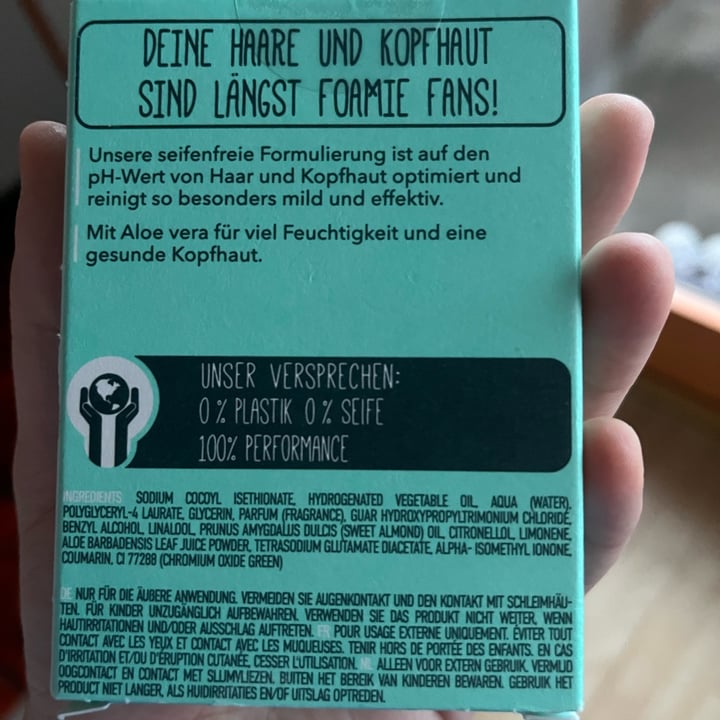 DEINE HAARE UND KOPFHAUT
SIND LÄNGST FOAMIE FANS!
Unsere seifenfreie Formulierung ist auf den
pH-Wert von Haar und Kopfhaut optimiert und
reinigt so besonders mild und effektiv.
Mit Aloe vera für viel Feuchtigkeit und eine
gesunde Kopfhaut.
UNSER VERSPRECHEN:
0 % PLASTIK 0 % SEIFE
100% PERFORMANCE
INGREDIENTS SODIUM COCOYL ISETHIONATE, HYDROGENATED VEGETABLE OIL, AQUA (WATER),
POLYGLYCERYL-4 LAURATE, GLYCERIN, PARFUM (FRAGRANCE), GUAR HYDROXYPROPYLTRIMONIUM CHLORIDE,
BENZYL ALCOHOL, LINALOOL, PRUNUS AMYGDALUS DULCIS (SWEET ALMOND) OIL, CITRONELLOL, LIMONENE,
ALOE BARBADENSIS LEAF JUICE POWDER, TETRASODIUM GLUTAMATE DIACETATE, ALPHA- ISOMETHYL IONONE,
COUMARIN, CI 77288 (CHROMIUM OXIDE GREEN)
DE NUR FÜR DIE ÄUßERE ANWENDUNG. VERMEIDEN SIE AUGENKONTAKT UND DEN KONTAKT MIT SCHLEIMHÄU-
TEN. FÜR KINDER UNZUGÄNGLICH AUFBEWAHREN. VERWENDEN SIE DAS PRODUKT NICHT WEITER, WENN
HAUTIRRITATIONEN UND/ODER AUSSCHLAG AUFTRETEN. FR POUR USAGE EXTERNE UNIQUEMENT. ÉVITER TOUT
CONTACT AVEC LES YEUX ET CONTACT AVEC LES MUQUEUSES. TENIR HORS DE PORTÉE DES ENFANTS. EN CAS
D'IRRITATION ET/OU D'ÉRUPTION CUTANÉE, CESSER L'UTILISATION. NL ALLEEN VOOR EXTERN GEBRUIK. VERMIJD
OOGCONTACT EN CONTACT MET SLIJMVLIEZEN. BUITEN HET BEREIK VAN KINDEREN BEWAREN. GEBRUIK HET
PRODUCT NIET LANGER, ALS HUIDIRRITATIES EN/OF UITSLAG OPTREDEN.